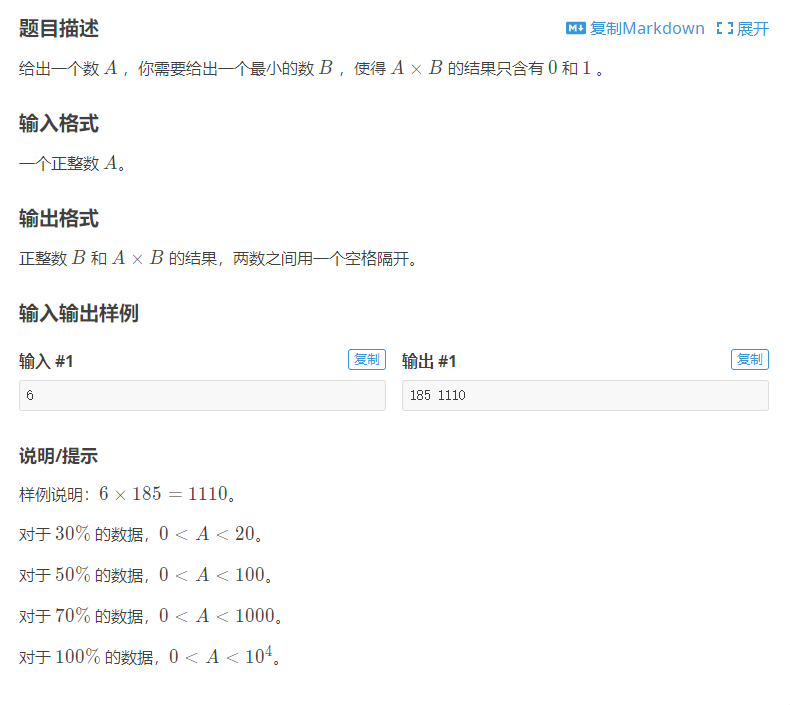 题目描述 M↓ 复制Markdown 展开
给出一个数 A ，你需要给出一个最小的数 B ，使得 A × B 的结果只含有 0 和 1 。
输入格式
一个正整数 A。
输出格式
正整数 B 和 A × B 的结果，两数之间用一个空格隔开。
输入输出样例
输入 #1 复制 输出 #1 复制
6 185 1110
说明/提示
样例说明：6 × 185 = 1110。
对于 30% 的数据，0 < A < 20。
对于 50% 的数据，0 < A < 100。
对于 70% 的数据，0 < A < 1000。
对于 100% 的数据，0 < A < 10⁴。